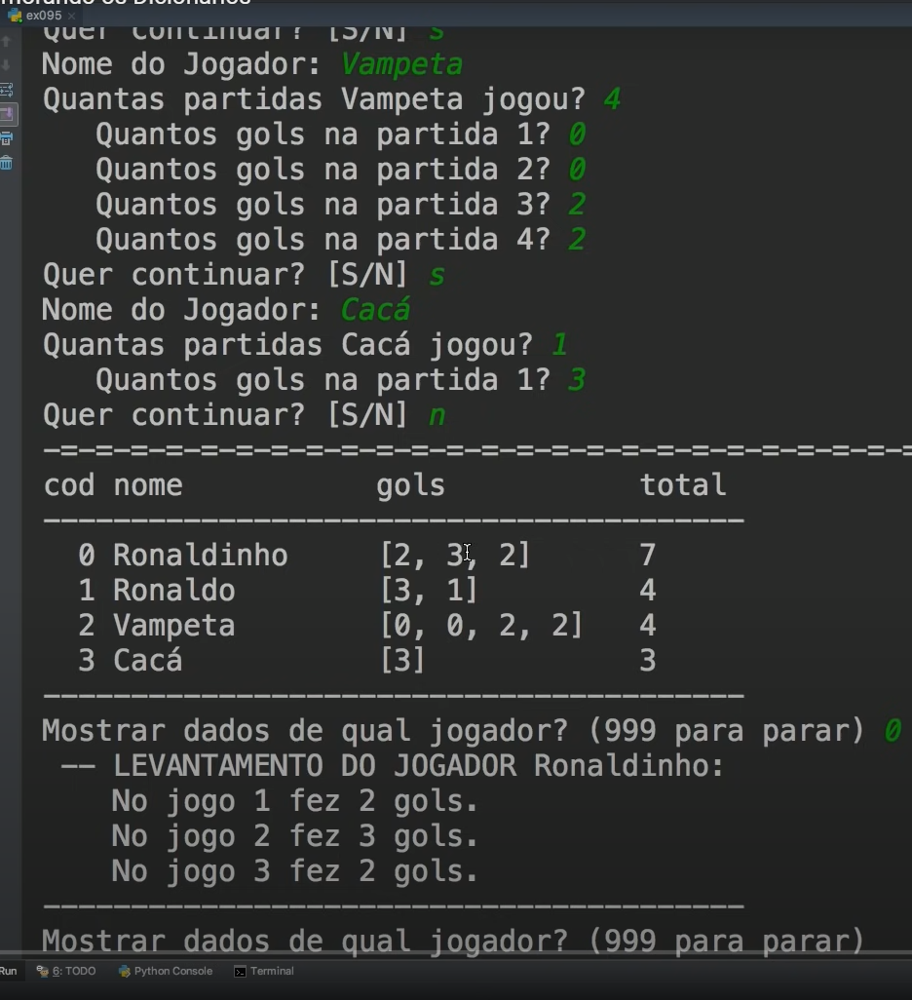 ex095
Quer continuar? [S/N] s
Nome do Jogador: Vampeta
Quantas partidas Vampeta jogou? 4
Quantos gols na partida 1? 0
Quantos gols na partida 2? 0
Quantos gols na partida 3? 2
Quantos gols na partida 4? 2
Quer continuar? [S/N] s
Nome do Jogador: Cacá
Quantas partidas Cacá jogou? 1
Quantos gols na partida 1? 3
Quer continuar? [S/N] n
-=-=-=-=-=-=-=-=-=-=-=-=-=-=-=-=-=-=-=-=-=-=-=-=-=
cod nome gols total
----------------------------------------
0 Ronaldinho [2, 3, 2] 7
1 Ronaldo [3, 1] 4
2 Vampeta [0, 0, 2, 2] 4
3 Cacá [3] 3
----------------------------------------
Mostrar dados de qual jogador? (999 para parar) 0
-- LEVANTAMENTO DO JOGADOR Ronaldinho:
No jogo 1 fez 2 gols.
No jogo 2 fez 3 gols.
No jogo 3 fez 2 gols.
----------------------------------------
Mostrar dados de qual jogador? (999 para parar)
Run 6: TODO Python Console Terminal